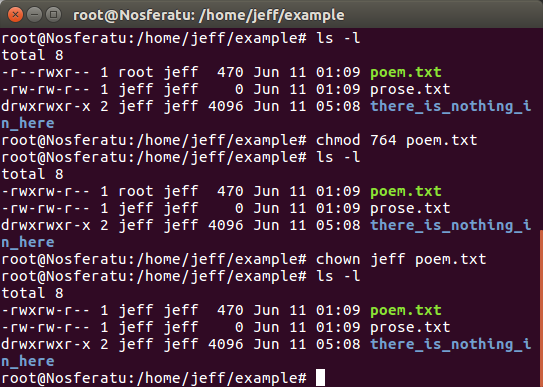 root@Nosferatu: /home/jeff/example
root@Nosferatu:/home/jeff/example# ls -l
total 8
-r--rwxr-- 1 root jeff  470 Jun 11 01:09 poem.txt
-rw-rw-r-- 1 jeff jeff    0 Jun 11 01:09 prose.txt
drwxrwxr-x 2 jeff jeff 4096 Jun 11 05:08 there_is_nothing_i
n_here
root@Nosferatu:/home/jeff/example# chmod 764 poem.txt
root@Nosferatu:/home/jeff/example# ls -l
total 8
-rwxrw-r-- 1 root jeff  470 Jun 11 01:09 poem.txt
-rw-rw-r-- 1 jeff jeff    0 Jun 11 01:09 prose.txt
drwxrwxr-x 2 jeff jeff 4096 Jun 11 05:08 there_is_nothing_i
n_here
root@Nosferatu:/home/jeff/example# chown jeff poem.txt
root@Nosferatu:/home/jeff/example# ls -l
total 8
-rwxrw-r-- 1 jeff jeff  470 Jun 11 01:09 poem.txt
-rw-rw-r-- 1 jeff jeff    0 Jun 11 01:09 prose.txt
drwxrwxr-x 2 jeff jeff 4096 Jun 11 05:08 there_is_nothing_i
n_here
root@Nosferatu:/home/jeff/example#